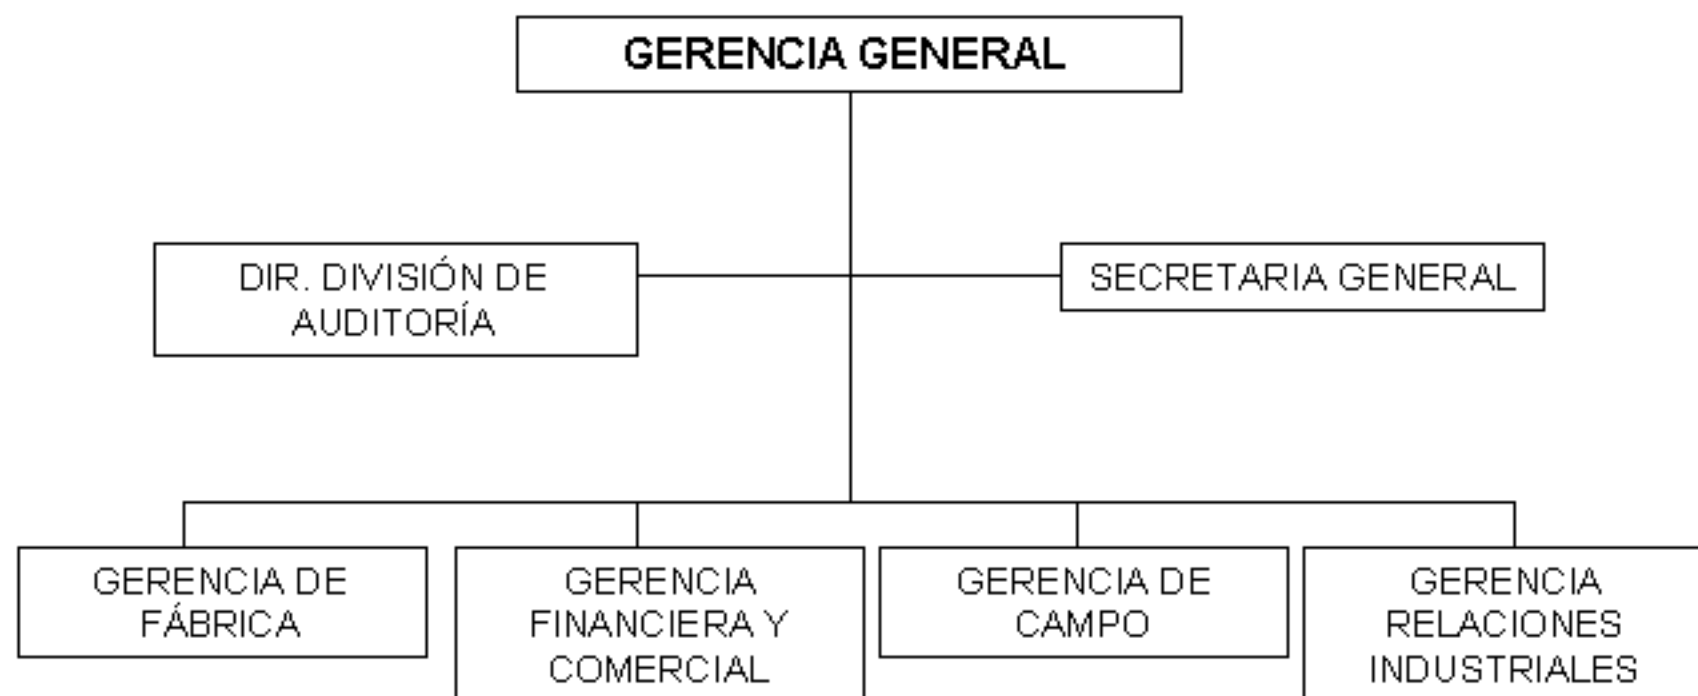 GERENCIA GENERAL
DIR. DIVISIÓN DE
AUDITORÍA
SECRETARIA GENERAL
GERENCIA DE
FÁBRICA
GERENCIA
FINANCIERA Y
COMERCIAL
GERENCIA DE
CAMPO
GERENCIA
RELACIONES
INDUSTRIALES